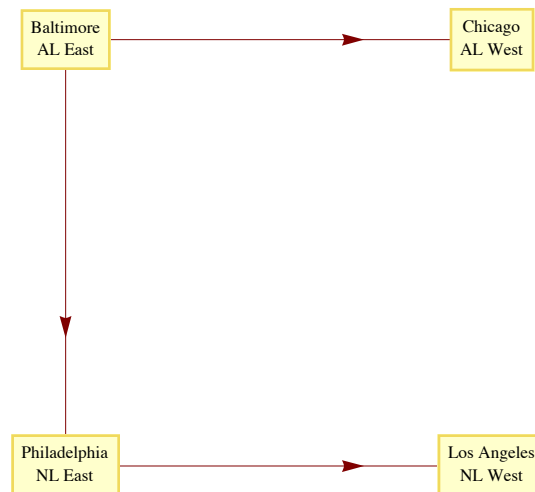 Baltimore
AL East
Chicago
AL West
Philadelphia
NL East
Los Angeles
NL West